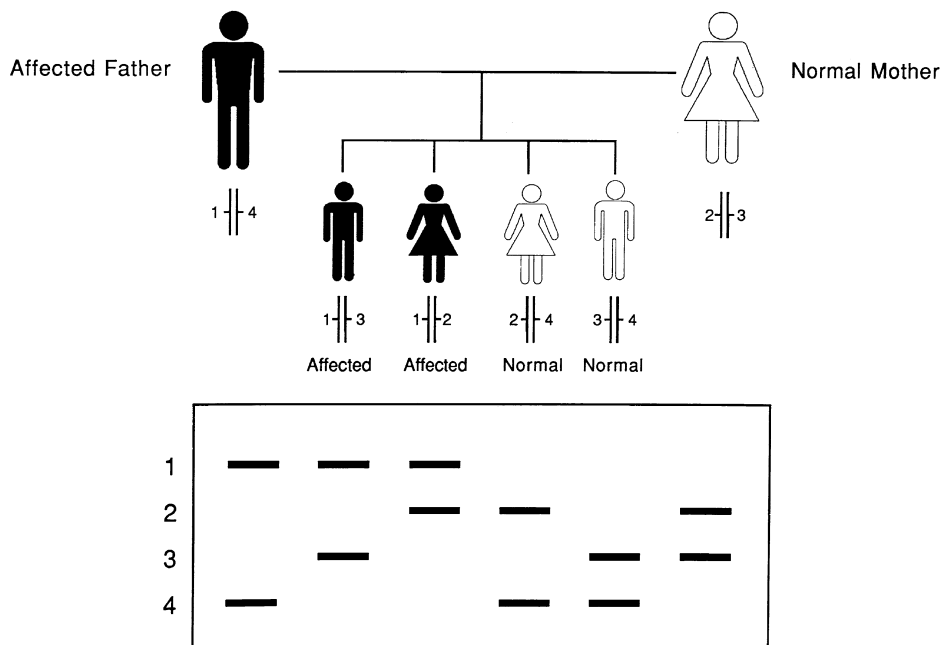 Affected Father
Normal Mother
1 4
2 3
1 3
1 2
2 4
3 4
Affected
Affected
Normal
Normal
1
2
3
4